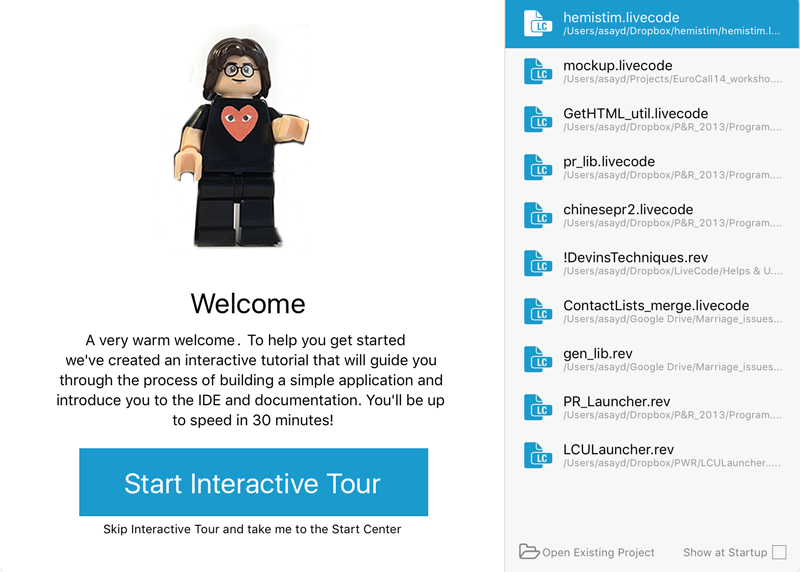 Welcome
A very warm welcome. To help you get started
we've created an interactive tutorial that will guide you
through the process of building a simple application and
introduce you to the IDE and documentation. You'll be up
to speed in 30 minutes!
Start Interactive Tour
Skip Interactive Tour and take me to the Start Center
LC
hemistim.livecode
/Users/asayd/Dropbox/hemistim/hemistim.l...
LC
mockup.livecode
/Users/asayd/Projects/EuroCall14_worksho...
LC
GetHTML_util.livecode
/Users/asayd/Dropbox/P&R_2013/Program....
LC
pr_lib.livecode
/Users/asayd/Dropbox/P&R_2013/Program....
LC
chinesepr2.livecode
/Users/asayd/Dropbox/P&R_2013/Program....
LC
!DevinsTechniques.rev
/Users/asayd/Dropbox/LiveCode/Helps & U....
LC
ContactLists_merge.livecode
/Users/asayd/Google Drive/Marriage_issues...
LC
gen_lib.rev
/Users/asayd/Google Drive/Marriage_issues...
LC
PR_Launcher.rev
/Users/asayd/Dropbox/P&R_2013/Program....
LC
LCULauncher.rev
/Users/asayd/Dropbox/PWR/LCULauncher....
Open Existing Project
Show at Startup